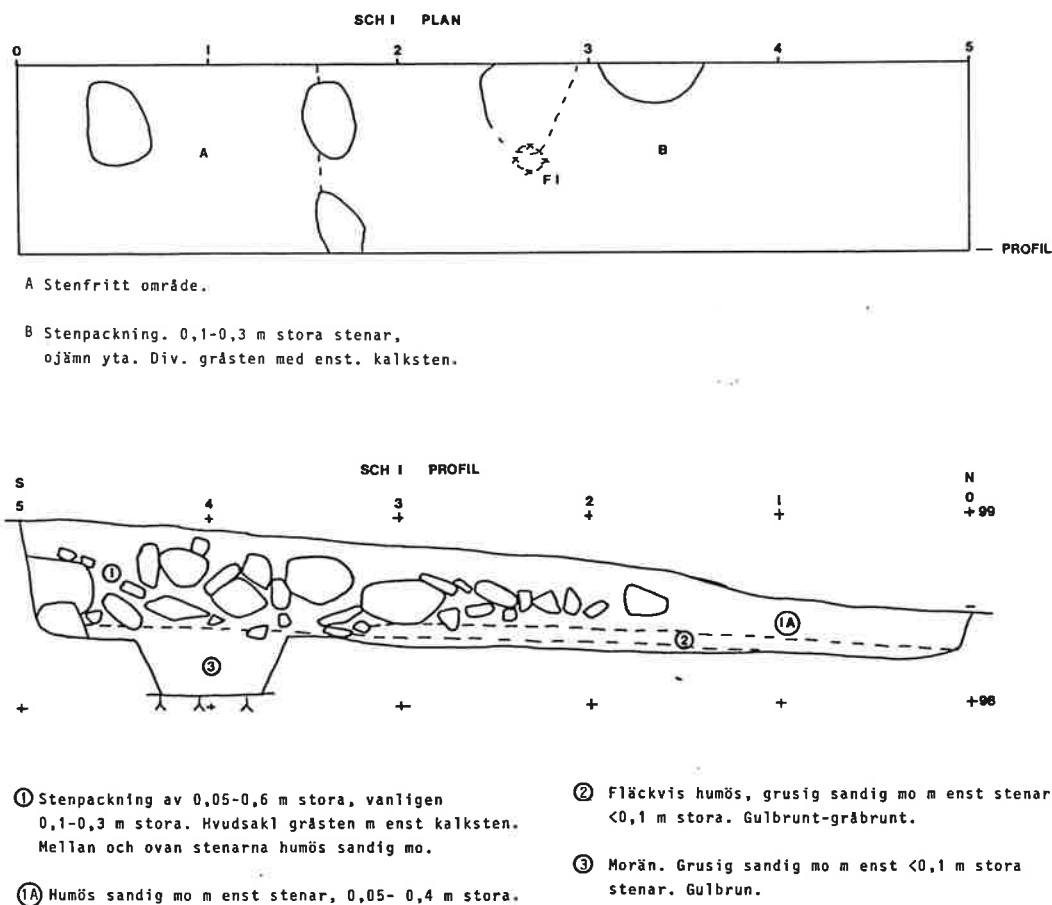 SCH I PLAN
0 1 2 3 4 5
A
B
F I
PROFIL
A Stenfritt område.
B Stenpackning. 0,1-0,3 m stora stenar,
ojämn yta. Div. gråsten med enst. kalksten.
SCH I PROFIL
S N
5 4 3 2 1 0
+99
1
1A
2
3
+98
① Stenpackning av 0,05-0,6 m stora, vanligen
0,1-0,3 m stora. Hvudsakl gråsten m enst kalksten.
Mellan och ovan stenarna humös sandig mo.
1A Humös sandig mo m enst stenar, 0,05- 0,4 m stora.
② Fläckvis humös, grusig sandig mo m enst stenar
<0,1 m stora. Gulbrunt-gråbrunt.
③ Morän. Grusig sandig mo m enst <0,1 m stora
stenar. Gulbrun.